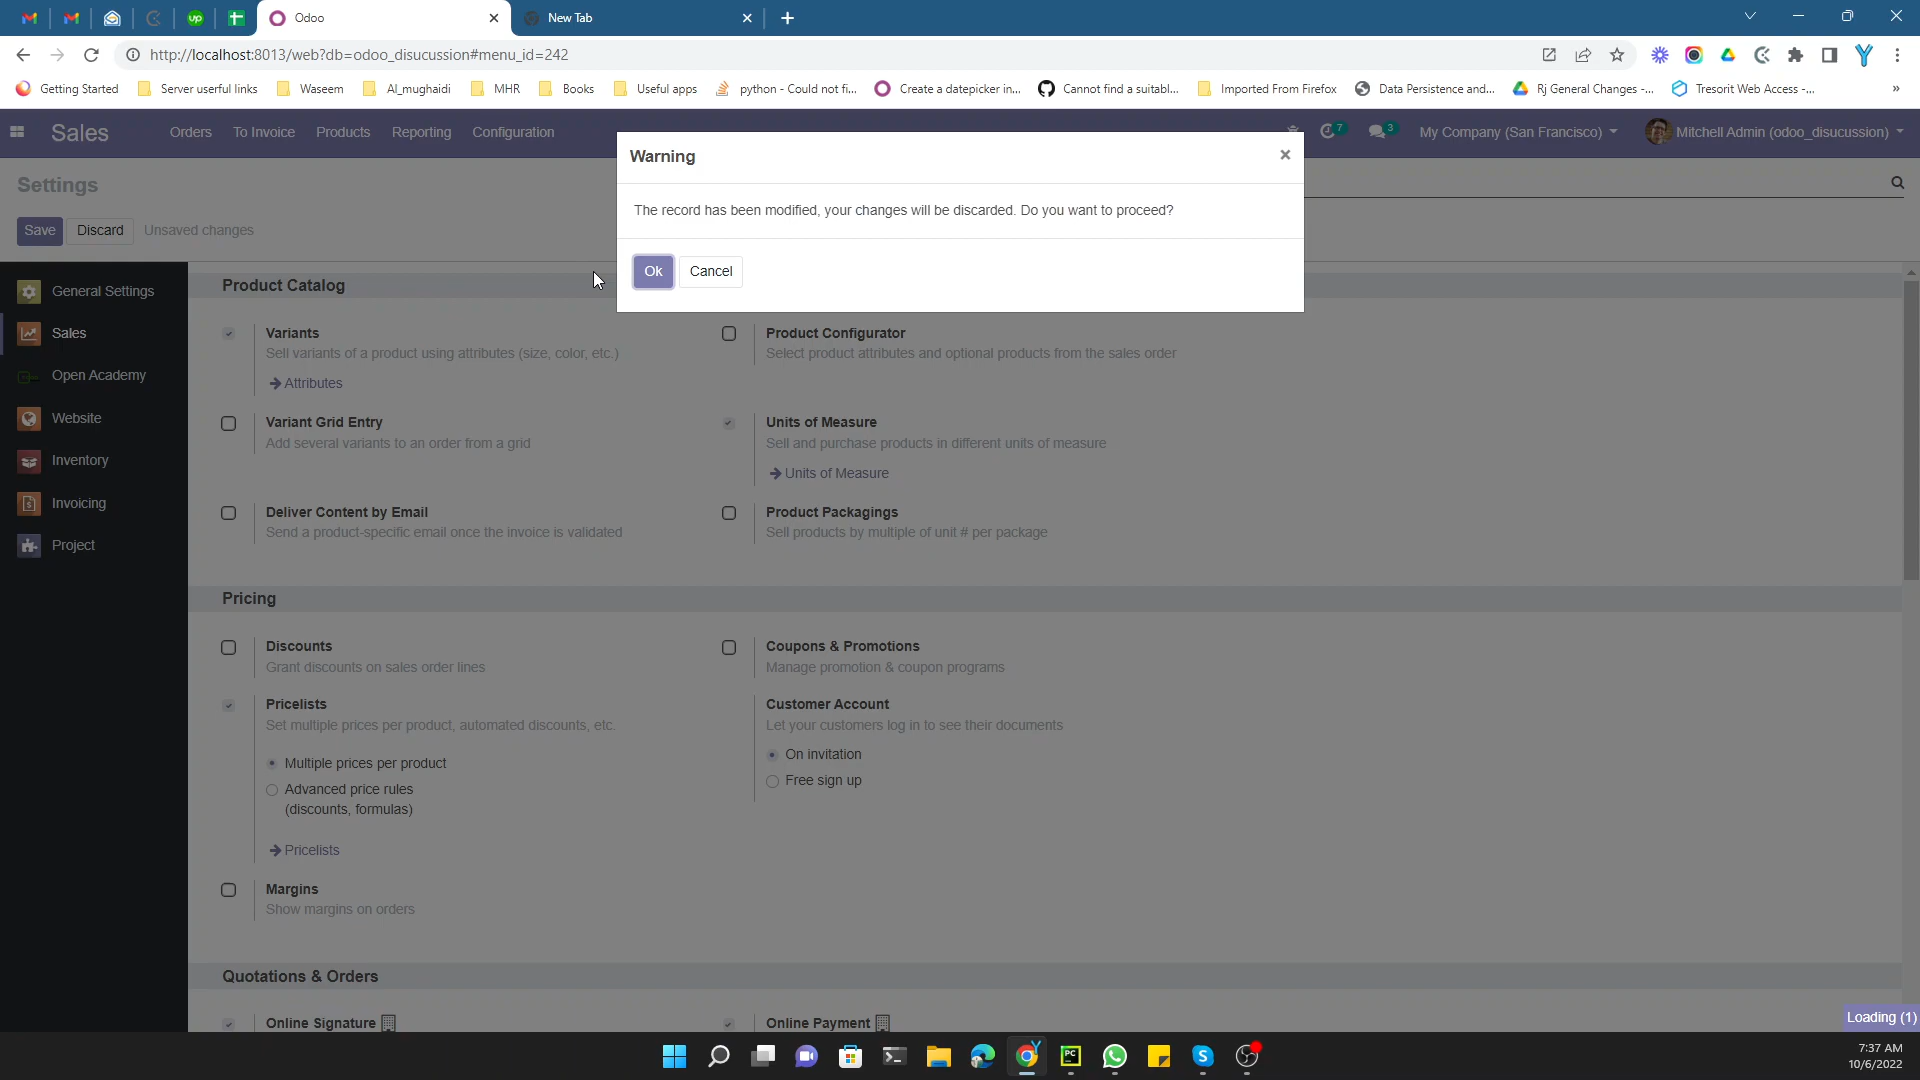 Odoo
New Tab
http://localhost:8013/web?db=odoo_disucussion#menu_id=242
Getting Started
Server userful links
Waseem
Al_mughaidi
MHR
Books
Useful apps
python - Could not fi...
Create a datepicker in...
Cannot find a suitabl...
Imported From Firefox
Data Persistence and...
Rj General Changes -...
Tresorit Web Access -...
»
Sales
Orders
To Invoice
Products
Reporting
Configuration
7
3
My Company (San Francisco)
Mitchell Admin (odoo_disucussion)
Warning
The record has been modified, your changes will be discarded. Do you want to proceed?
Ok
Cancel
Settings
Save
Discard
Unsaved changes
General Settings
Sales
Open Academy
Website
Inventory
Invoicing
Project
Product Catalog
Variants
Sell variants of a product using attributes (size, color, etc.)
Attributes
Product Configurator
Select product attributes and optional products from the sales order
Variant Grid Entry
Add several variants to an order from a grid
Units of Measure
Sell and purchase products in different units of measure
Units of Measure
Deliver Content by Email
Send a product-specific email once the invoice is validated
Product Packagings
Sell products by multiple of unit # per package
Pricing
Discounts
Grant discounts on sales order lines
Coupons & Promotions
Manage promotion & coupon programs
Pricelists
Set multiple prices per product, automated discounts, etc.
Multiple prices per product
Advanced price rules
(discounts, formulas)
Pricelists
Customer Account
Let your customers log in to see their documents
On invitation
Free sign up
Margins
Show margins on orders
Quotations & Orders
Online Signature
Online Payment
Loading (1)
7:37 AM
10/6/2022